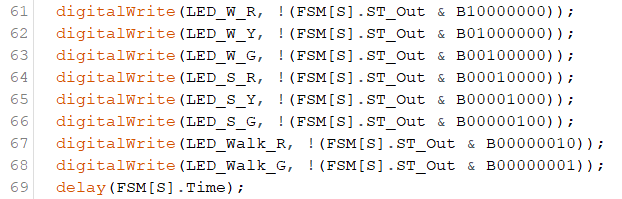 61 digitalWrite(LED_W_R, !(FSM[S].ST_Out & B10000000));
62 digitalWrite(LED_W_Y, !(FSM[S].ST_Out & B01000000));
63 digitalWrite(LED_W_G, !(FSM[S].ST_Out & B00100000));
64 digitalWrite(LED_S_R, !(FSM[S].ST_Out & B00010000));
65 digitalWrite(LED_S_Y, !(FSM[S].ST_Out & B00001000));
66 digitalWrite(LED_S_G, !(FSM[S].ST_Out & B00000100));
67 digitalWrite(LED_Walk_R, !(FSM[S].ST_Out & B00000010));
68 digitalWrite(LED_Walk_G, !(FSM[S].ST_Out & B00000001));
69 delay(FSM[S].Time);